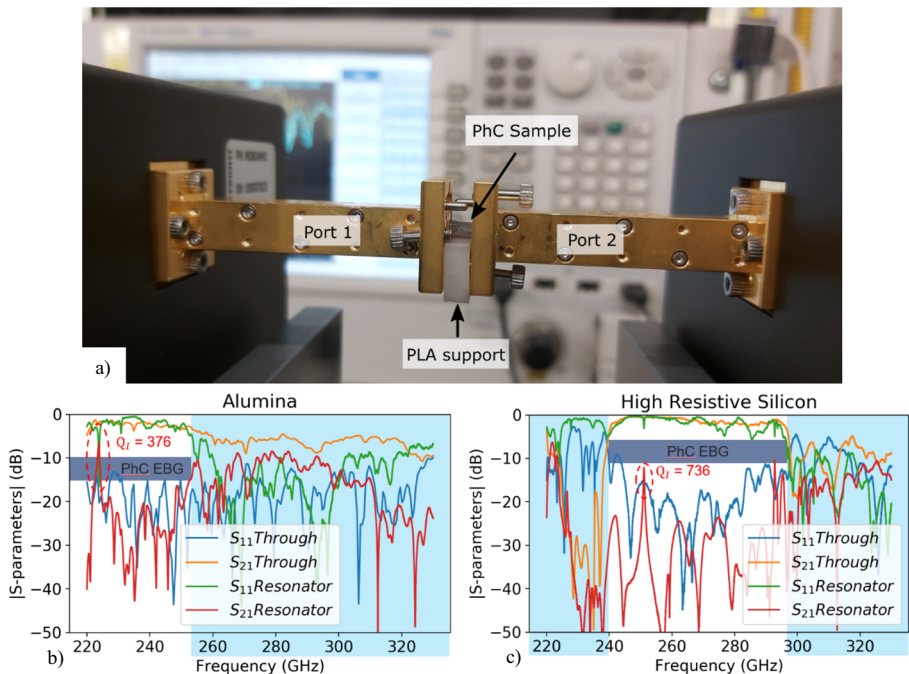 PhC Sample
Port 1
Port 2
PLA support
a)
Alumina
|S-parameters| (dB)
0
−10
−20
−30
−40
−50
Q_l = 376
PhC EBG
S₁₁Through
S₂₁Through
S₁₁Resonator
S₂₁Resonator
220 240 260 280 300 320
Frequency (GHz)
b)
High Resistive Silicon
|S-parameters| (dB)
0
−10
−20
−30
−40
−50
PhC EBG
Q_l = 736
S₁₁Through
S₂₁Through
S₁₁Resonator
S₂₁Resonator
220 240 260 280 300 320
Frequency (GHz)
c)